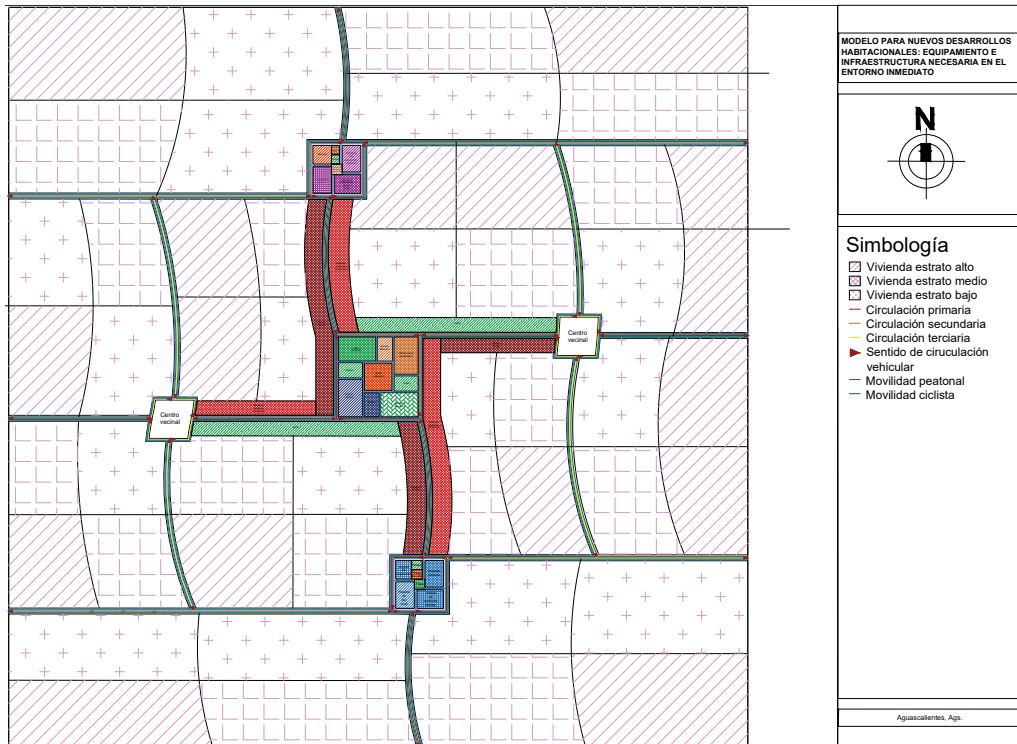 MODELO PARA NUEVOS DESARROLLOS
HABITACIONALES: EQUIPAMIENTO E
INFRAESTRUCTURA NECESARIA EN EL
ENTORNO INMEDIATO
N
Simbología
Vivienda estrato alto
Vivienda estrato medio
Vivienda estrato bajo
Circulación primaria
Circulación secundaria
Circulación terciaria
Sentido de ciruculación
vehicular
Movilidad peatonal
Movilidad ciclista
Aguascalientes, Ags.
Centro
vecinal
Centro
vecinal